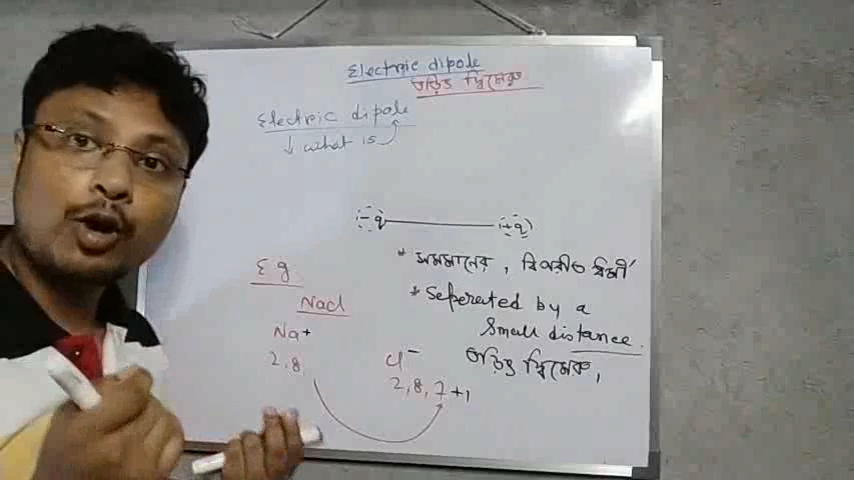 Electric dipole
তড়িৎ দ্বিমেরু
Electric dipole
↓ what is
-q +q
* সমমানের, বিপরীত ধর্মী
* Seperated by a
Small distance.
তড়িৎ দ্বিমেরু,
Eg
Nacl
Na+
2,8,
cl-
2,8,7+1